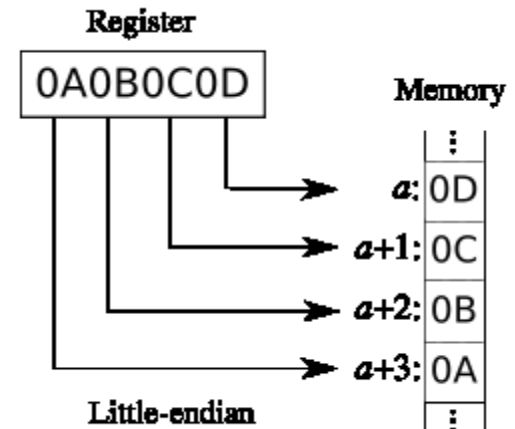 Register
0A0B0C0D
Memory
⋮
a: 0D
a+1: 0C
a+2: 0B
a+3: 0A
Little-endian
⋮